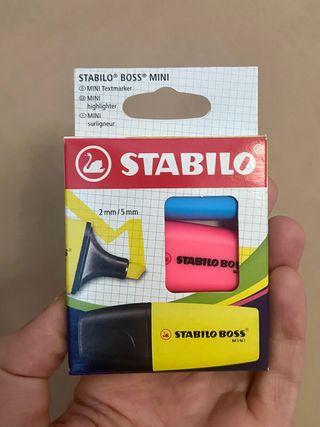 STABILO® BOSS® MINI
MINI Textmarker
MINI
highlighter
MINI
surligneur
STABILO®
2 mm / 5 mm
STABILO BOSS
MINI
STABILO BOSS®
MINI